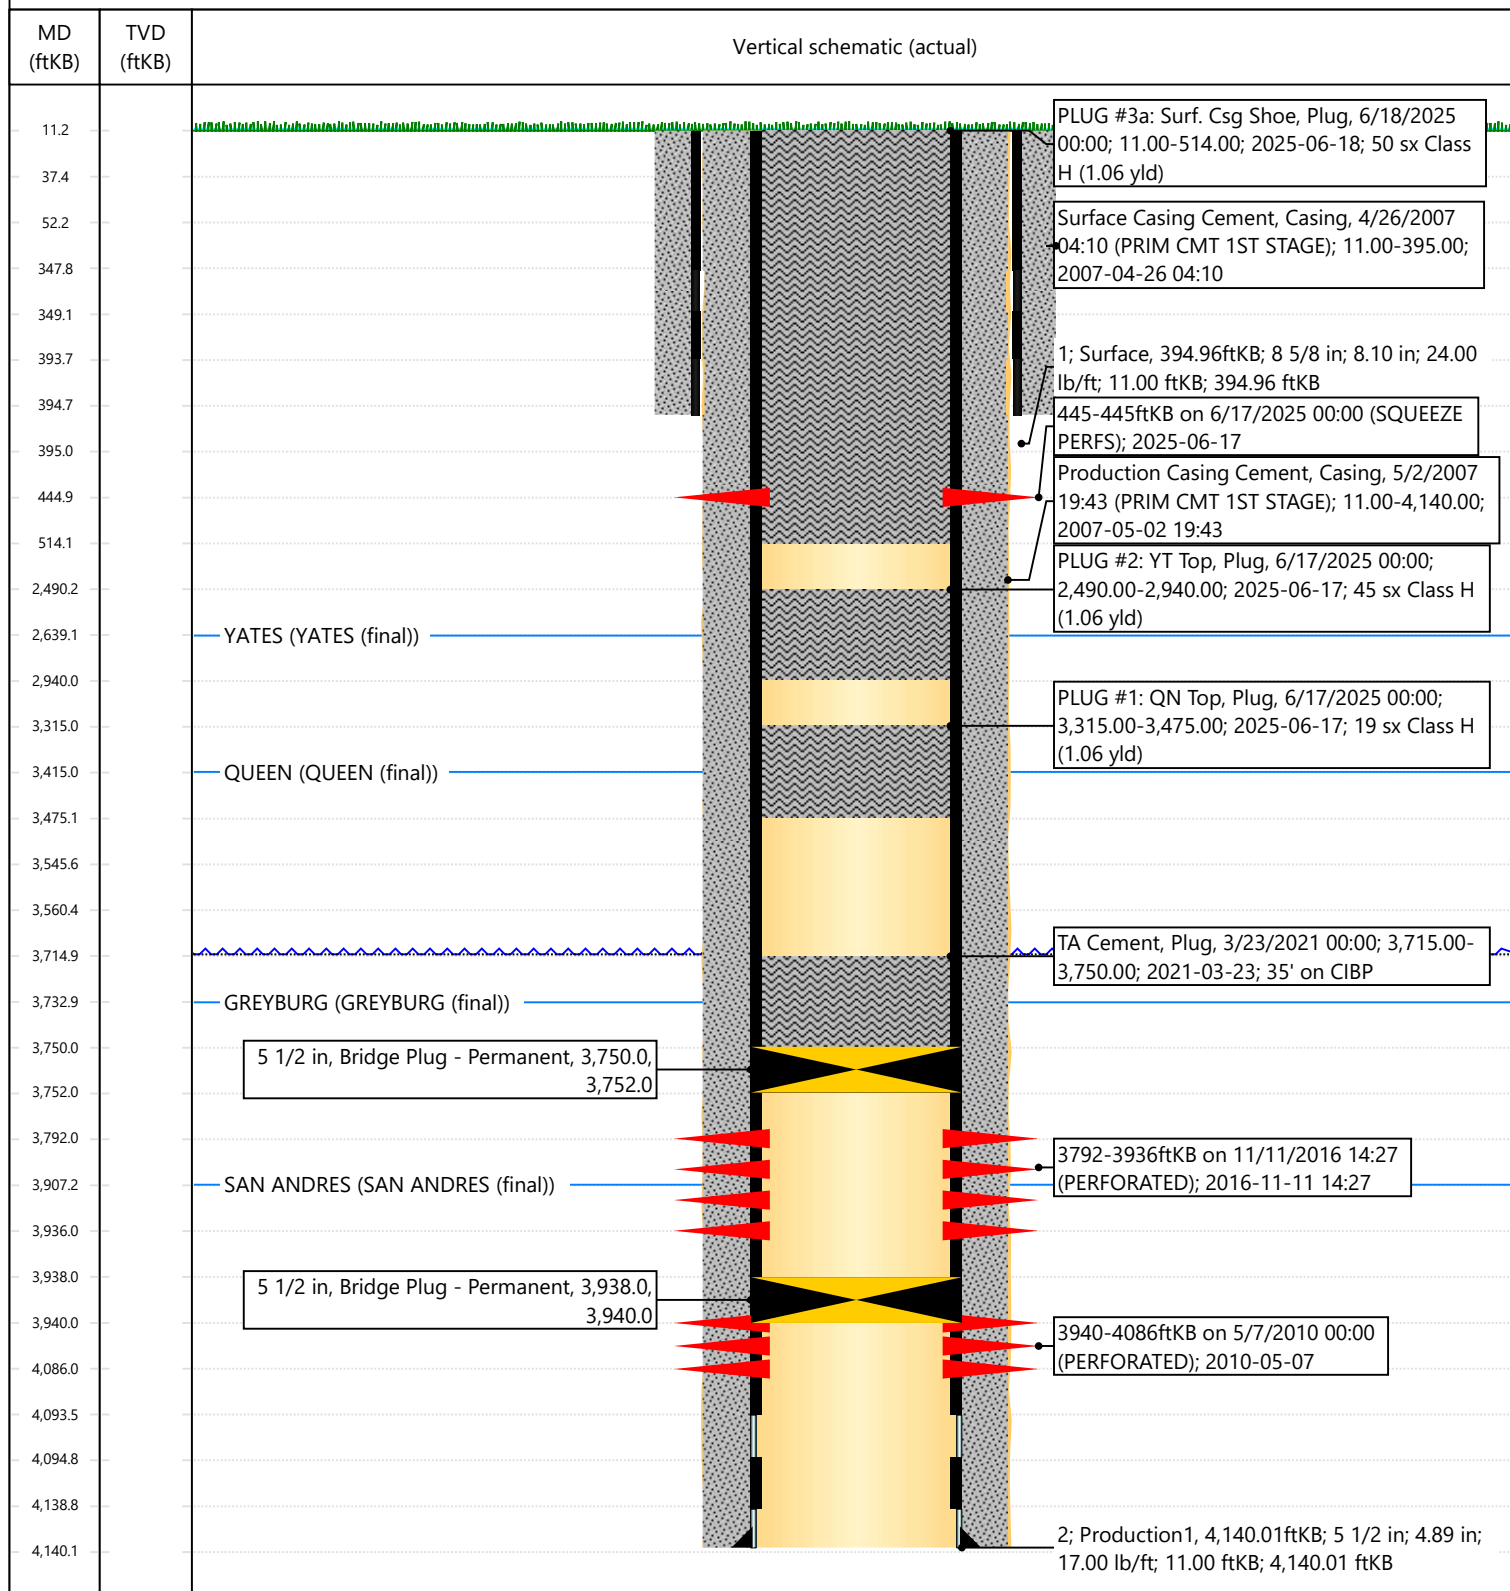 MD
(ftKB)
TVD
(ftKB)
Vertical schematic (actual)
11.2
37.4
52.2
347.8
349.1
393.7
394.7
395.0
444.9
514.1
2,490.2
2,639.1
2,940.0
3,315.0
3,415.0
3,475.1
3,545.6
3,560.4
3,714.9
3,732.9
3,750.0
3,752.0
3,792.0
3,907.2
3,936.0
3,938.0
3,940.0
4,086.0
4,093.5
4,094.8
4,138.8
4,140.1
YATES (YATES (final))
QUEEN (QUEEN (final))
GREYBURG (GREYBURG (final))
5 1/2 in, Bridge Plug - Permanent, 3,750.0,
3,752.0
SAN ANDRES (SAN ANDRES (final))
5 1/2 in, Bridge Plug - Permanent, 3,938.0,
3,940.0
PLUG #3a: Surf. Csg Shoe, Plug, 6/18/2025
00:00; 11.00-514.00; 2025-06-18; 50 sx Class
H (1.06 yld)
Surface Casing Cement, Casing, 4/26/2007
04:10 (PRIM CMT 1ST STAGE); 11.00-395.00;
2007-04-26 04:10
1; Surface, 394.96ftKB; 8 5/8 in; 8.10 in; 24.00
lb/ft; 11.00 ftKB; 394.96 ftKB
445-445ftKB on 6/17/2025 00:00 (SQUEEZE
PERFS); 2025-06-17
Production Casing Cement, Casing, 5/2/2007
19:43 (PRIM CMT 1ST STAGE); 11.00-4,140.00;
2007-05-02 19:43
PLUG #2: YT Top, Plug, 6/17/2025 00:00;
2,490.00-2,940.00; 2025-06-17; 45 sx Class H
(1.06 yld)
PLUG #1: QN Top, Plug, 6/17/2025 00:00;
3,315.00-3,475.00; 2025-06-17; 19 sx Class H
(1.06 yld)
TA Cement, Plug, 3/23/2021 00:00; 3,715.00-
3,750.00; 2021-03-23; 35' on CIBP
3792-3936ftKB on 11/11/2016 14:27
(PERFORATED); 2016-11-11 14:27
3940-4086ftKB on 5/7/2010 00:00
(PERFORATED); 2010-05-07
2; Production1, 4,140.01ftKB; 5 1/2 in; 4.89 in;
17.00 lb/ft; 11.00 ftKB; 4,140.01 ftKB